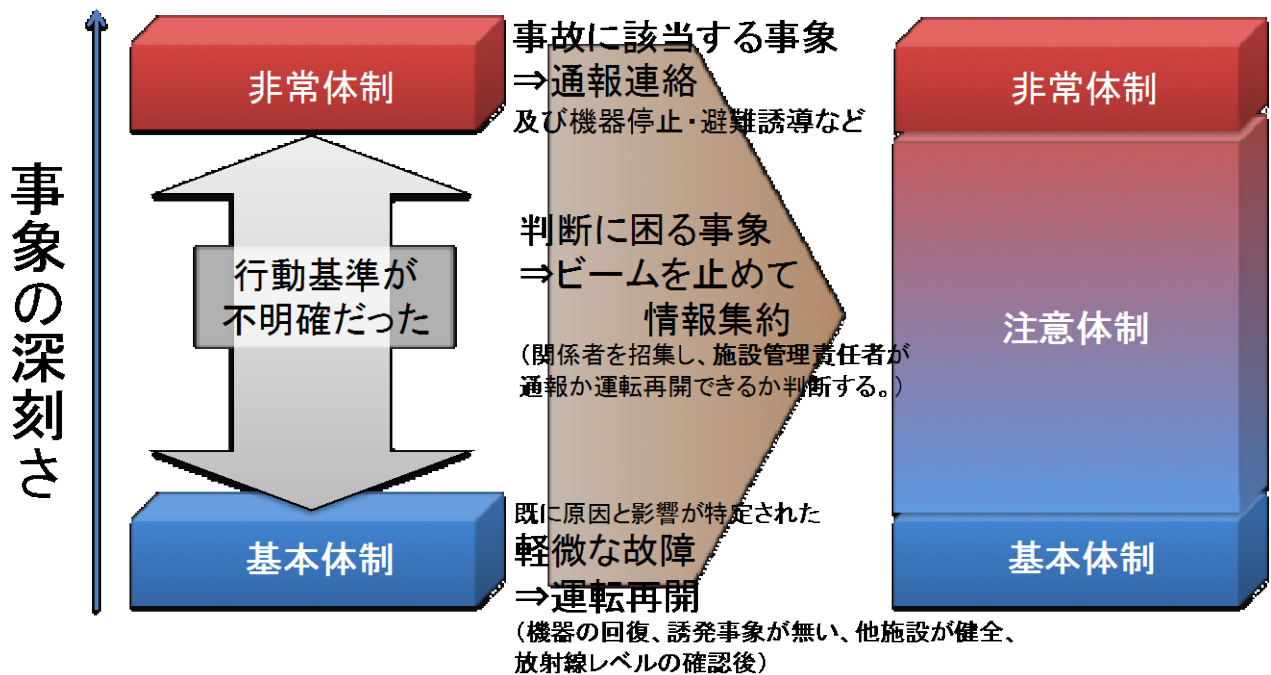 事象の深刻さ
非常体制
行動基準が
不明確だった
基本体制
事故に該当する事象
⇒通報連絡
及び機器停止・避難誘導など
判断に困る事象
⇒ビームを止めて
情報集約
（関係者を招集し、施設管理責任者が
通報か運転再開できるか判断する。）
既に原因と影響が特定された
軽微な故障
⇒運転再開
（機器の回復、誘発事象が無い、他施設が健全、
放射線レベルの確認後）
非常体制
注意体制
基本体制